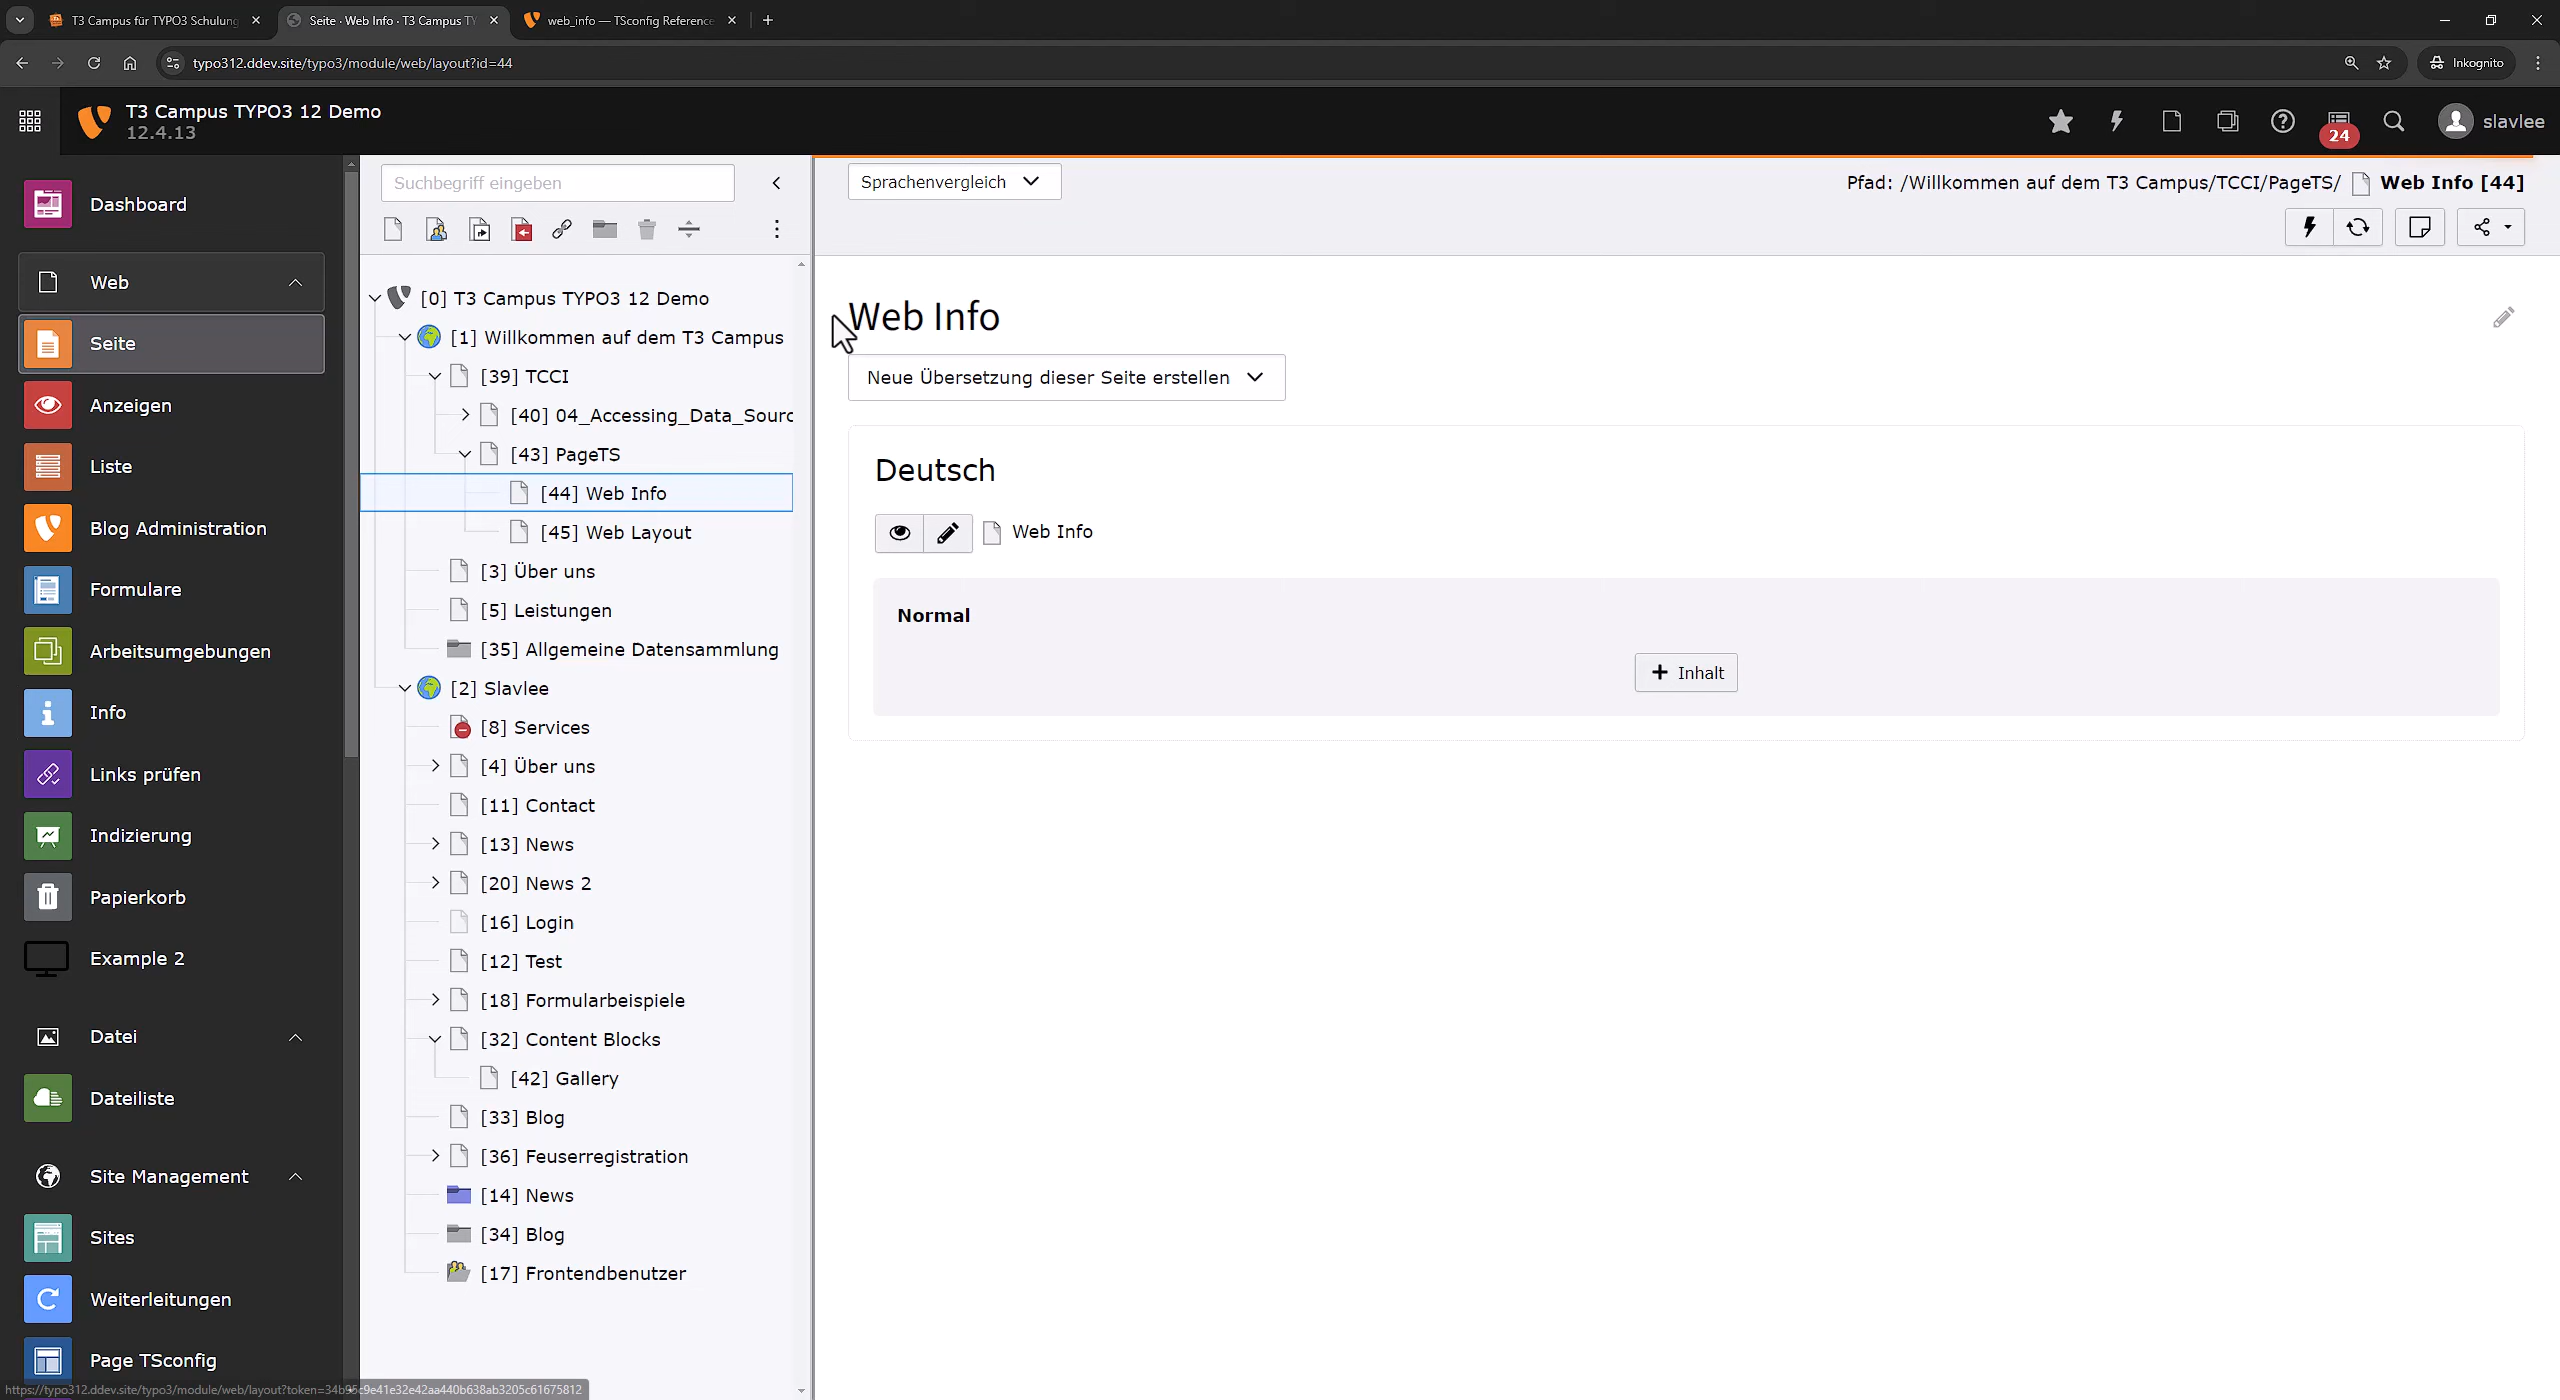 T3 Campus für TYPO3 Schulung
Seite · Web Info · T3 Campus TY
web_info — TSconfig Reference
typo312.ddev.site/typo3/module/web/layout?id=44
Inkognito
T3 Campus TYPO3 12 Demo
12.4.13
24
slavlee
Dashboard
Web
Seite
Anzeigen
Liste
Blog Administration
Formulare
Arbeitsumgebungen
Info
Links prüfen
Indizierung
Papierkorb
Example 2
Datei
Dateiliste
Site Management
Sites
Weiterleitungen
Page TSconfig
Suchbegriff eingeben
[0] T3 Campus TYPO3 12 Demo
[1] Willkommen auf dem T3 Campus
[39] TCCI
[40] 04_Accessing_Data_Sourc
[43] PageTS
[44] Web Info
[45] Web Layout
[3] Über uns
[5] Leistungen
[35] Allgemeine Datensammlung
[2] Slavlee
[8] Services
[4] Über uns
[11] Contact
[13] News
[20] News 2
[16] Login
[12] Test
[18] Formularbeispiele
[32] Content Blocks
[42] Gallery
[33] Blog
[36] Feuserregistration
[14] News
[34] Blog
[17] Frontendbenutzer
Sprachenvergleich
Pfad: /Willkommen auf dem T3 Campus/TCCI/PageTS/ Web Info [44]
Web Info
Neue Übersetzung dieser Seite erstellen
Deutsch
Web Info
Normal
+ Inhalt